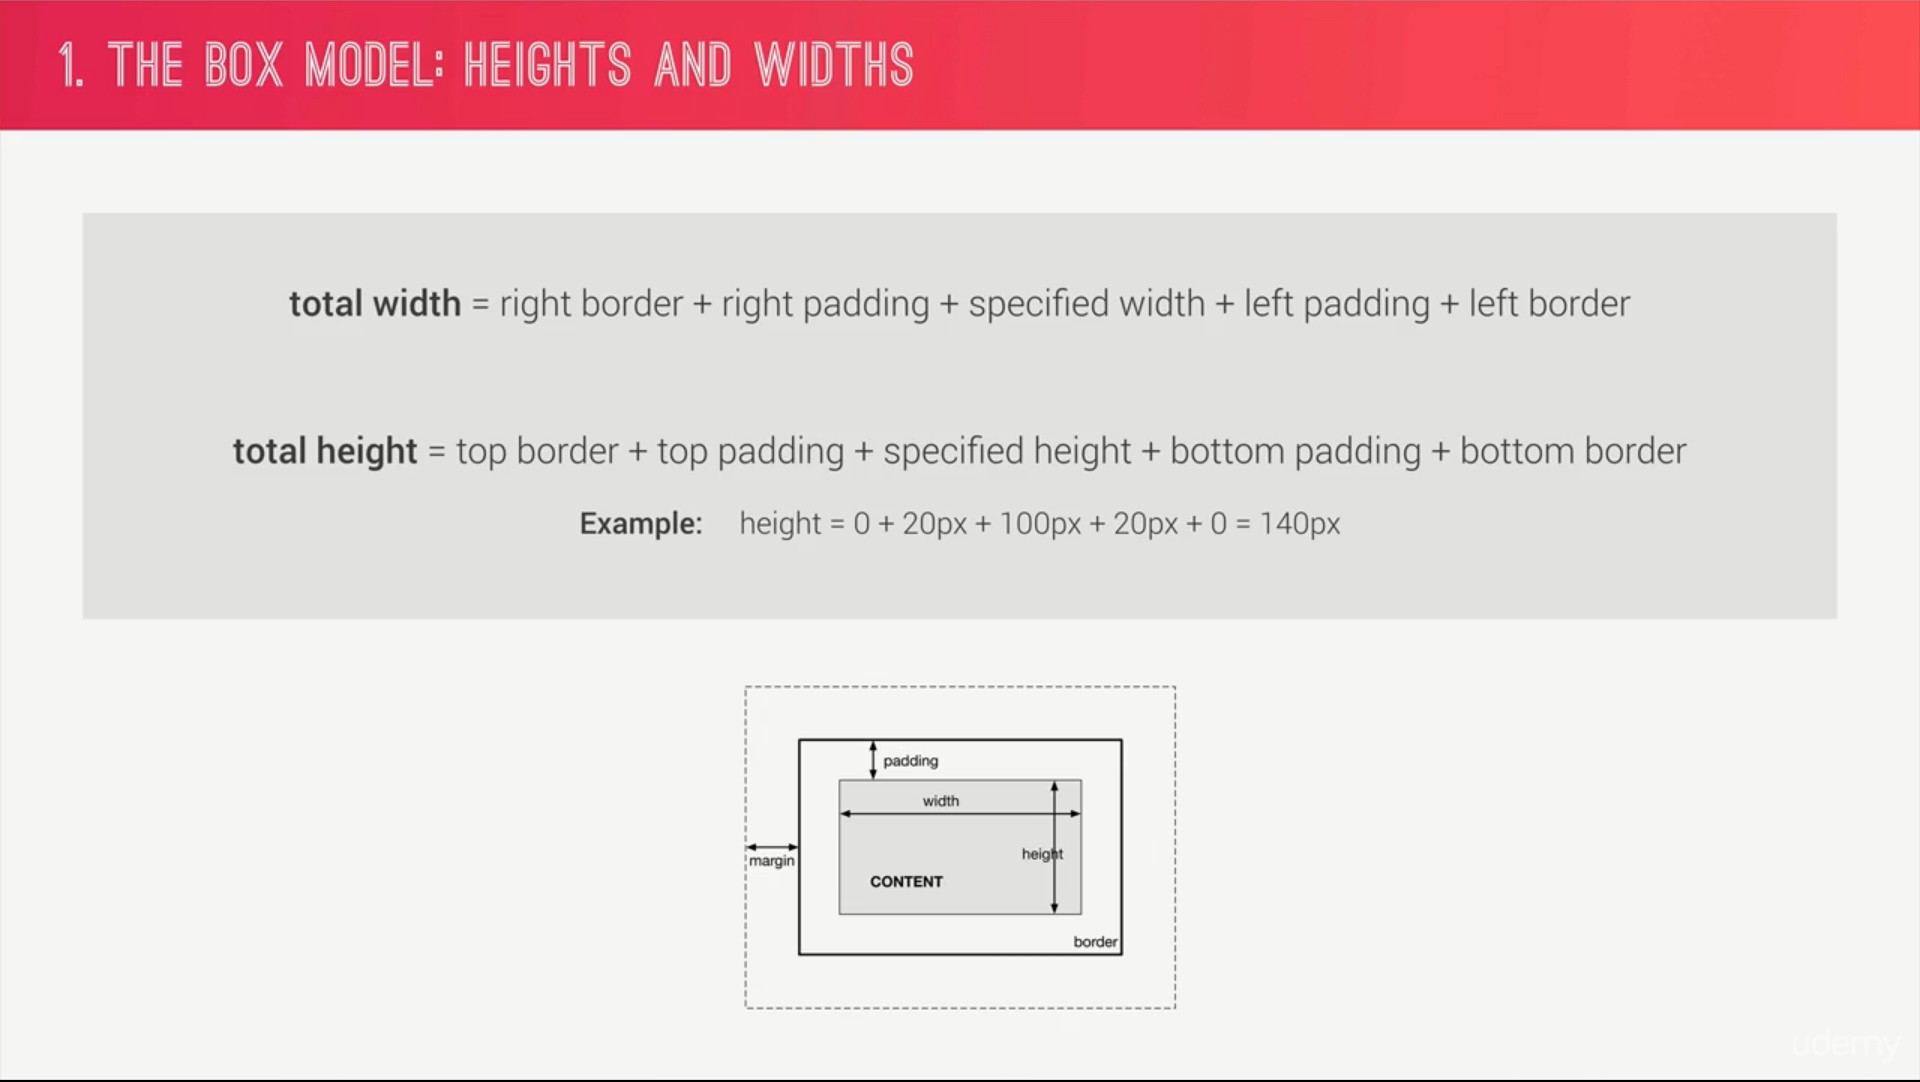 1. THE BOX MODEL: HEIGHTS AND WIDTHS
total width = right border + right padding + specified width + left padding + left border
total height = top border + top padding + specified height + bottom padding + bottom border
Example: height = 0 + 20px + 100px + 20px + 0 = 140px
padding
width
height
margin
CONTENT
border
udemy